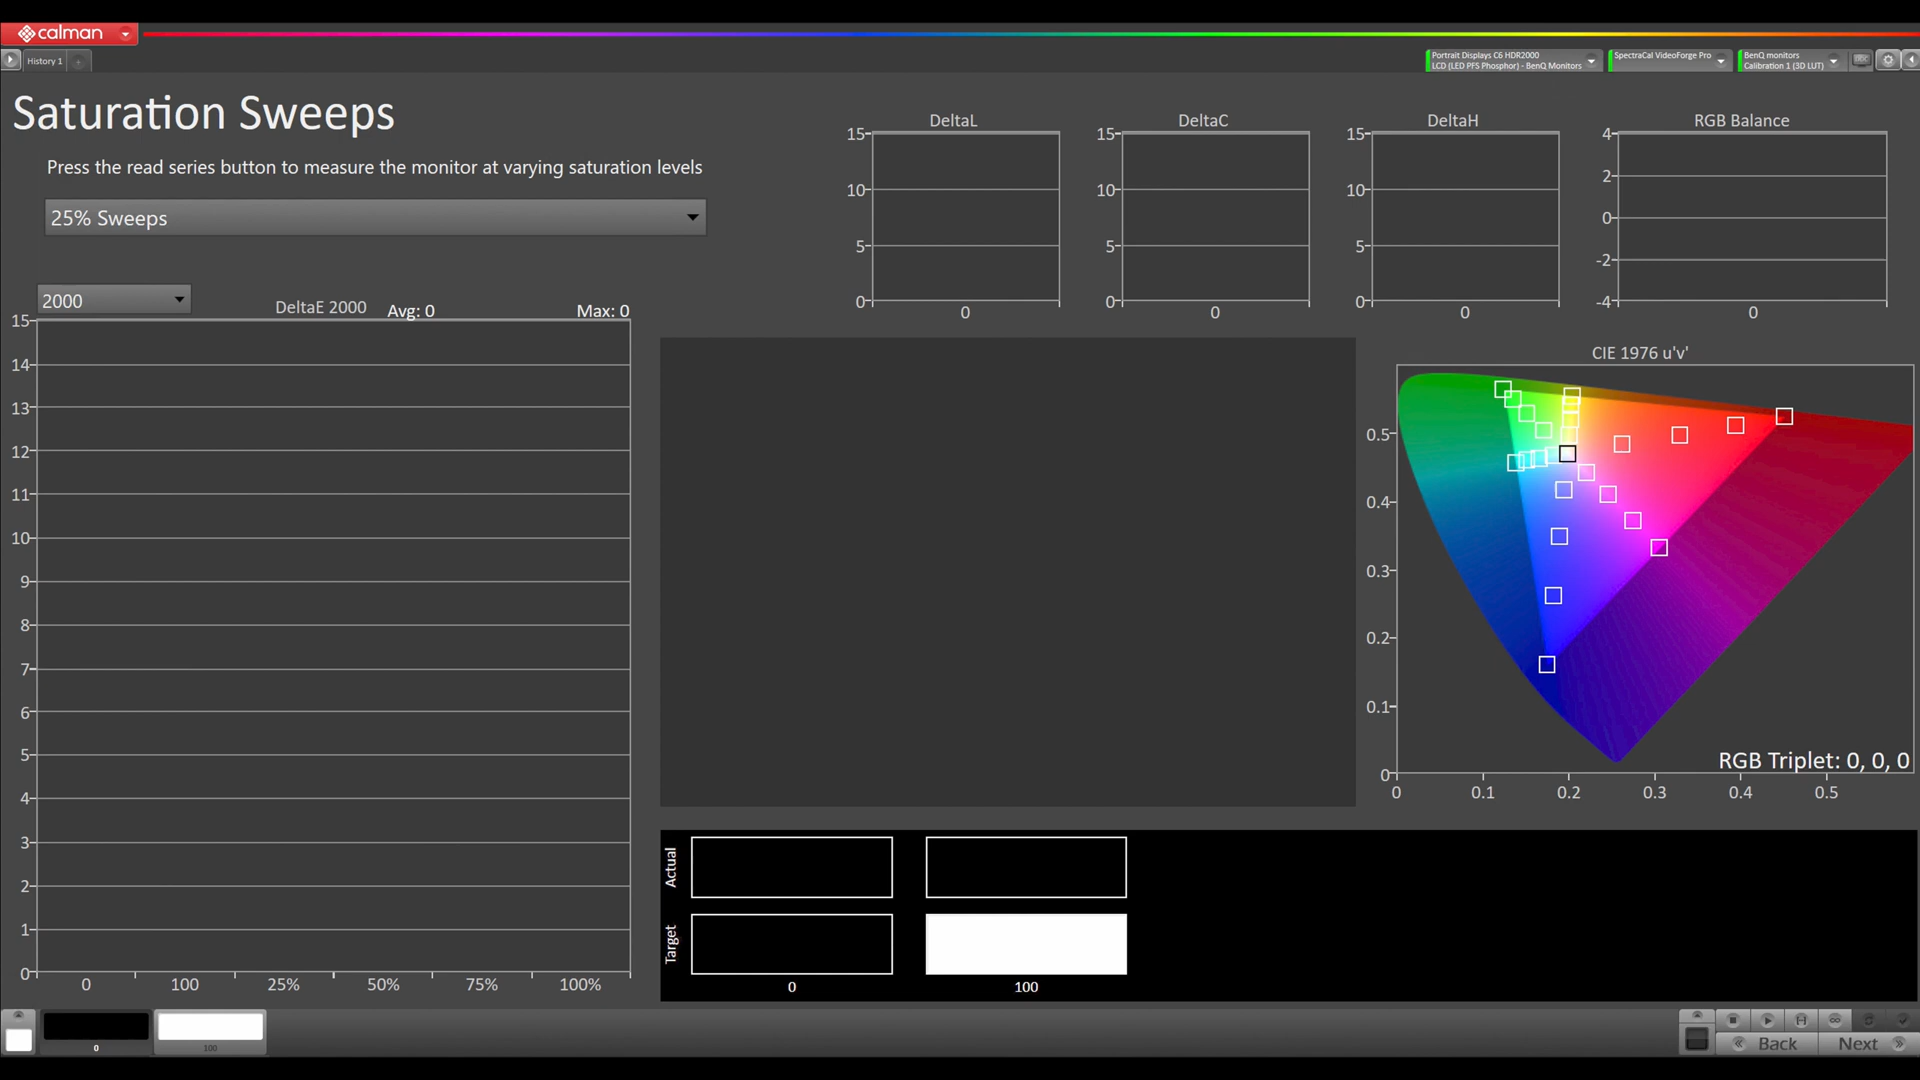 calman
History 1
Portrait Displays C6 HDR2000
LCD (LED PFS Phosphor) - BenQ Monitors
SpectraCal VideoForge Pro
BenQ monitors
Calibration 1 (3D LUT)
Saturation Sweeps
Press the read series button to measure the monitor at varying saturation levels
25% Sweeps
DeltaL
15
10
5
0
0
DeltaC
15
10
5
0
0
DeltaH
15
10
5
0
0
RGB Balance
4
2
0
-2
-4
0
2000
DeltaE 2000
Avg: 0
Max: 0
15
14
13
12
11
10
9
8
7
6
5
4
3
2
1
0
0 100 25% 50% 75% 100%
CIE 1976 u'v'
0.5
0.4
0.3
0.2
0.1
0
0 0.1 0.2 0.3 0.4 0.5
RGB Triplet: 0, 0, 0
Actual
Target
0 100
0
100
Back
Next